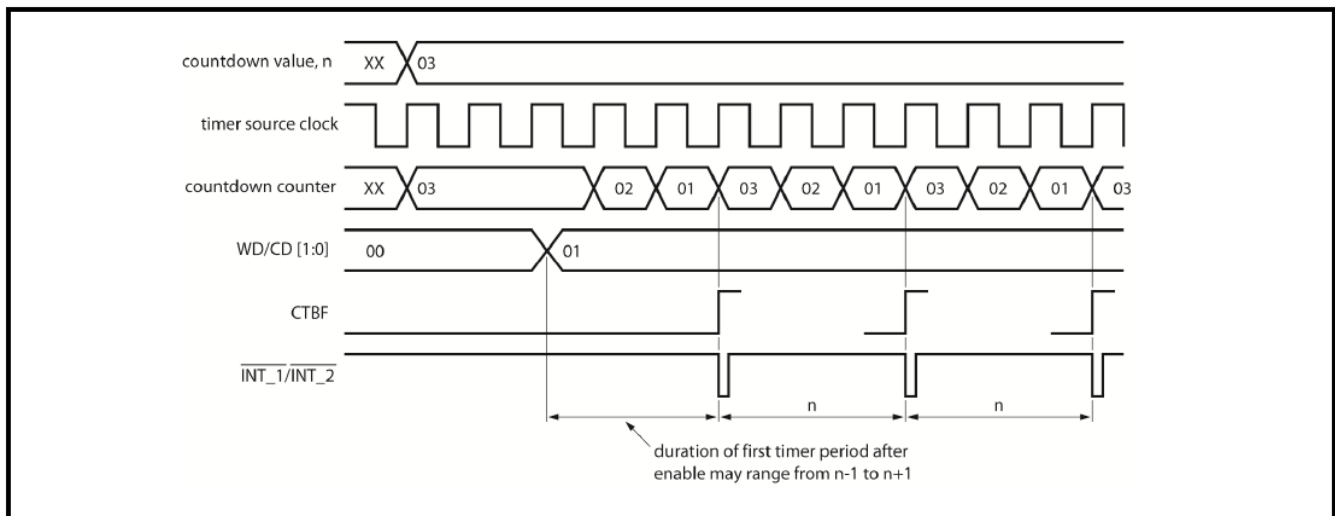 countdown value, n XX 03
timer source clock
countdown counter XX 03 02 01 03 02 01 03 02 01 03
WD/CD [1:0] 00 01
CTBF
INT_1/INT_2
n n
duration of first timer period after
enable may range from n-1 to n+1